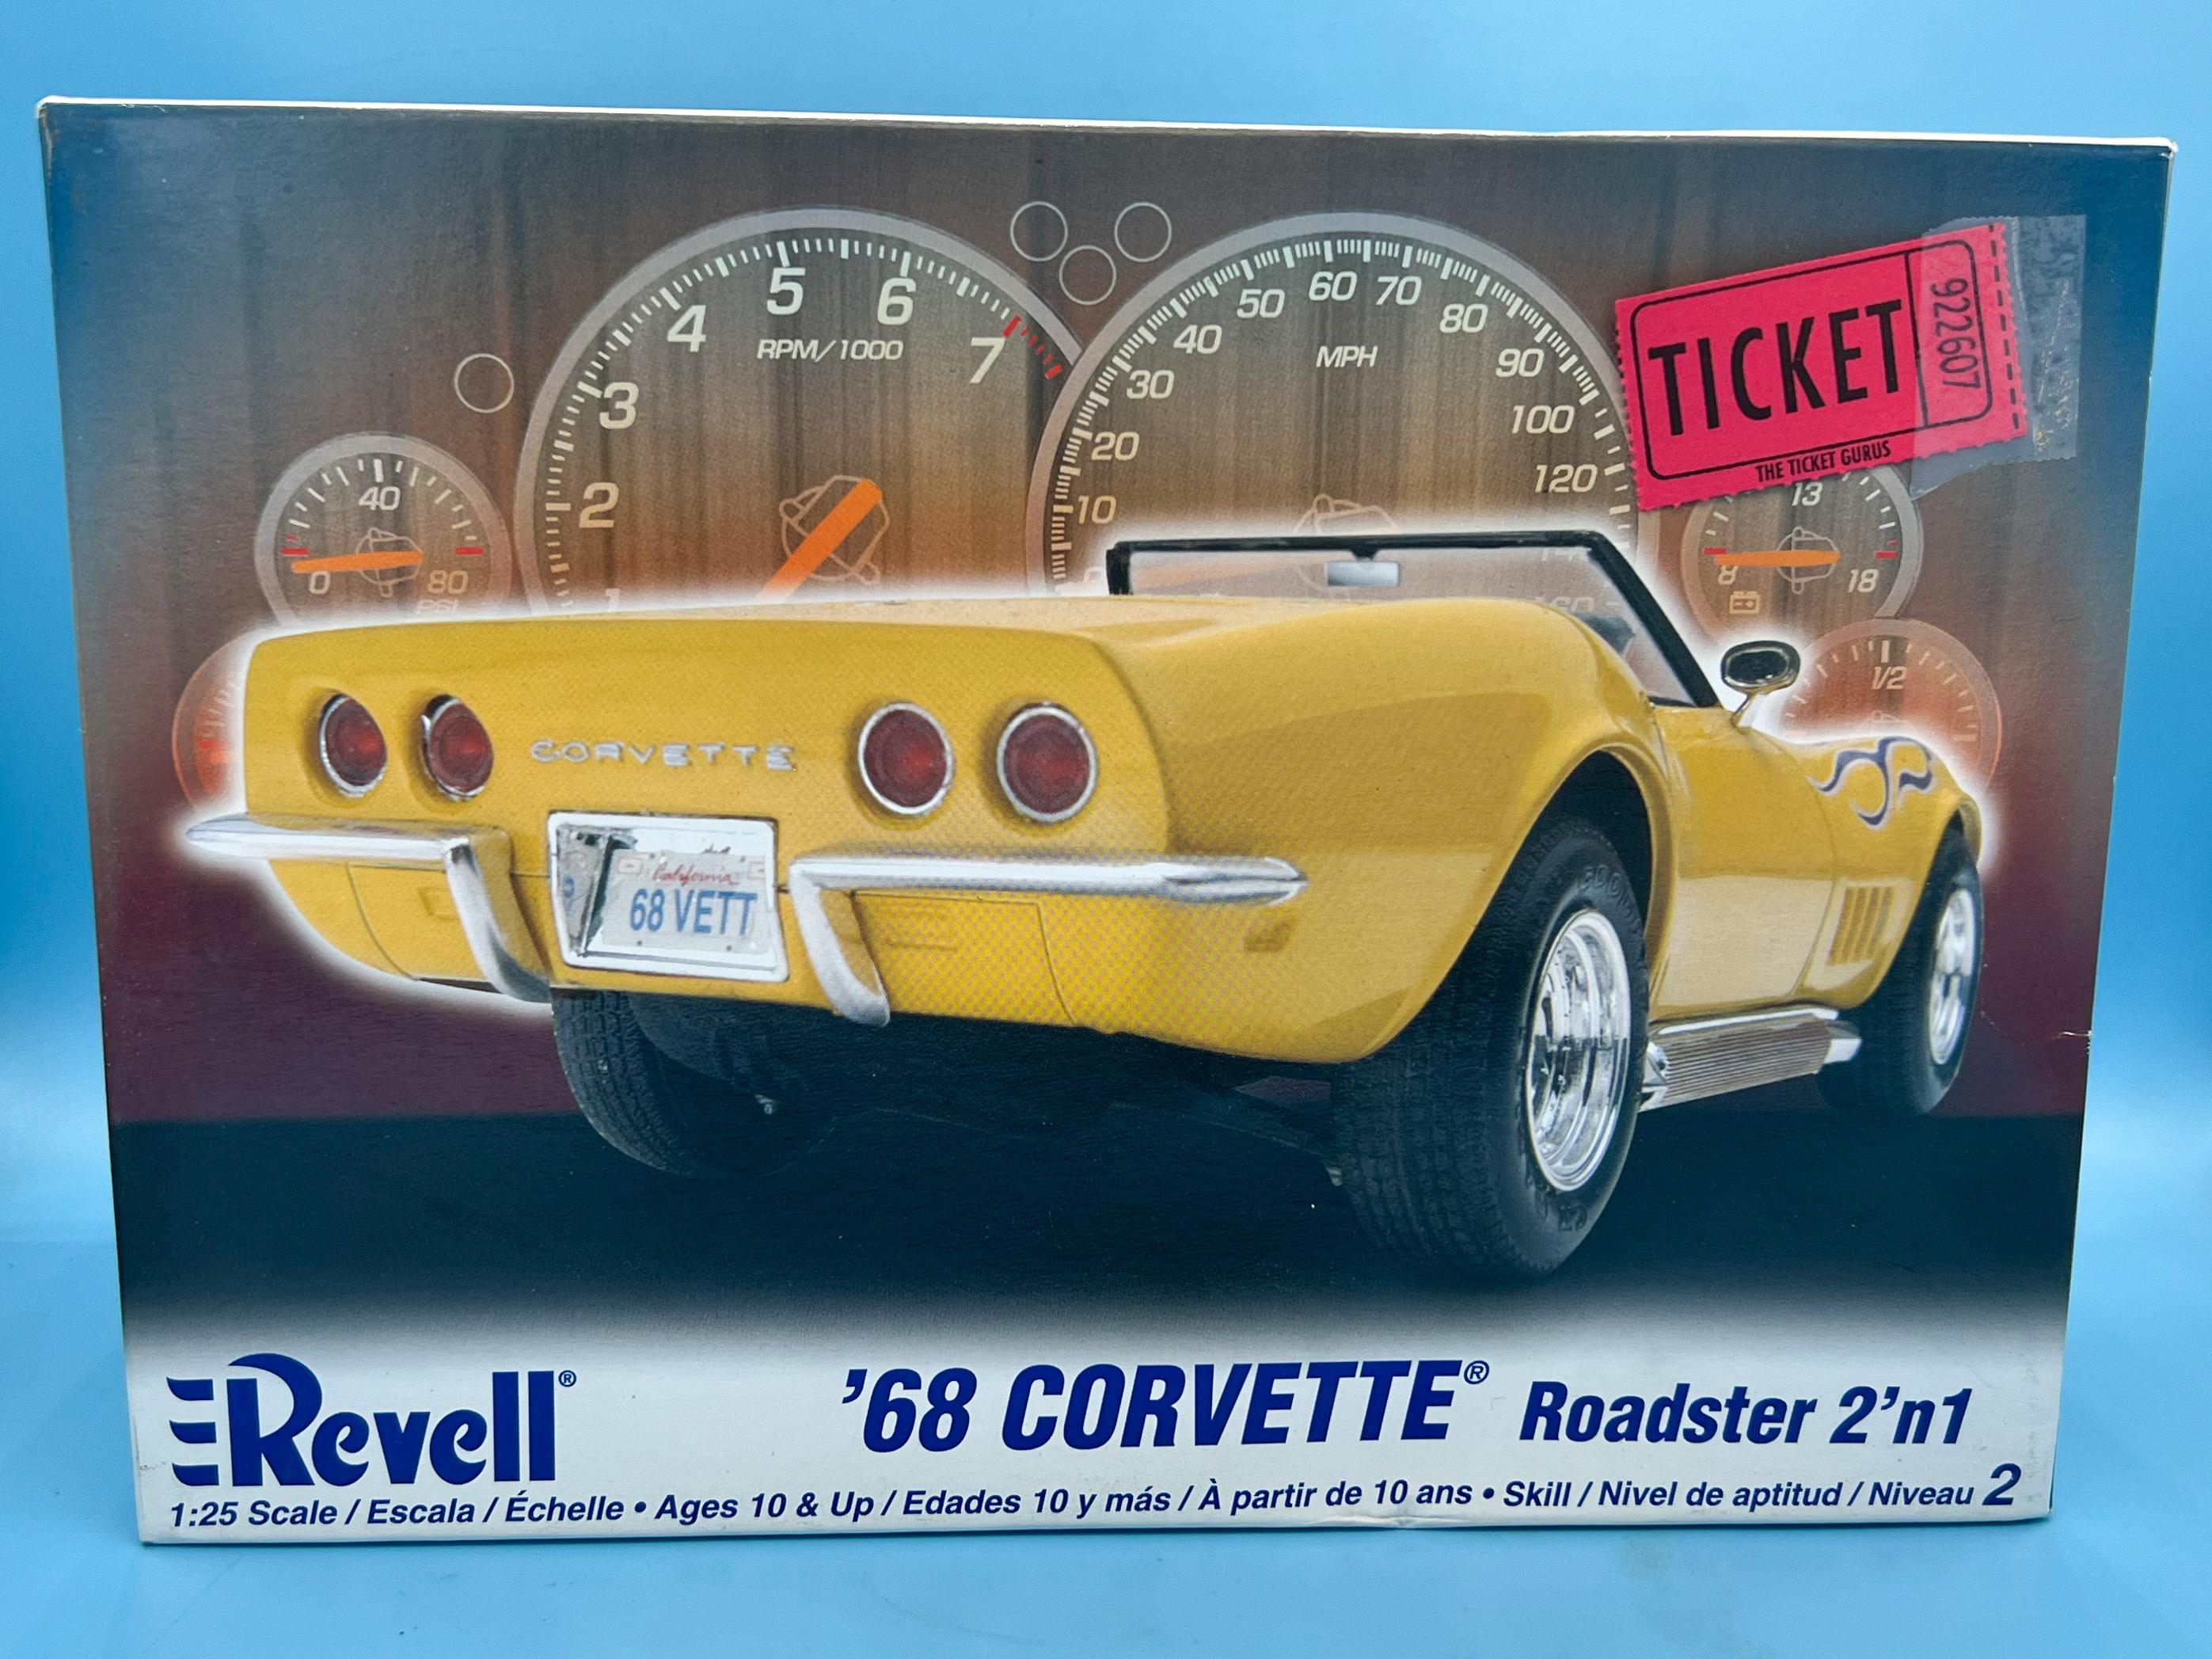 5
6
4
RPM/1000
7
3
2
1
40
0
80
PSI
60
50
70
40
80
MPH
30
90
20
100
10
120
TICKET
922607
THE TICKET GURUS
13
8
18
1/2
CORVETTE
California
68 VETT
Revell®
'68 CORVETTE® Roadster 2'n1
1:25 Scale / Escala / Échelle • Ages 10 & Up / Edades 10 y más / À partir de 10 ans • Skill / Nivel de aptitud / Niveau 2